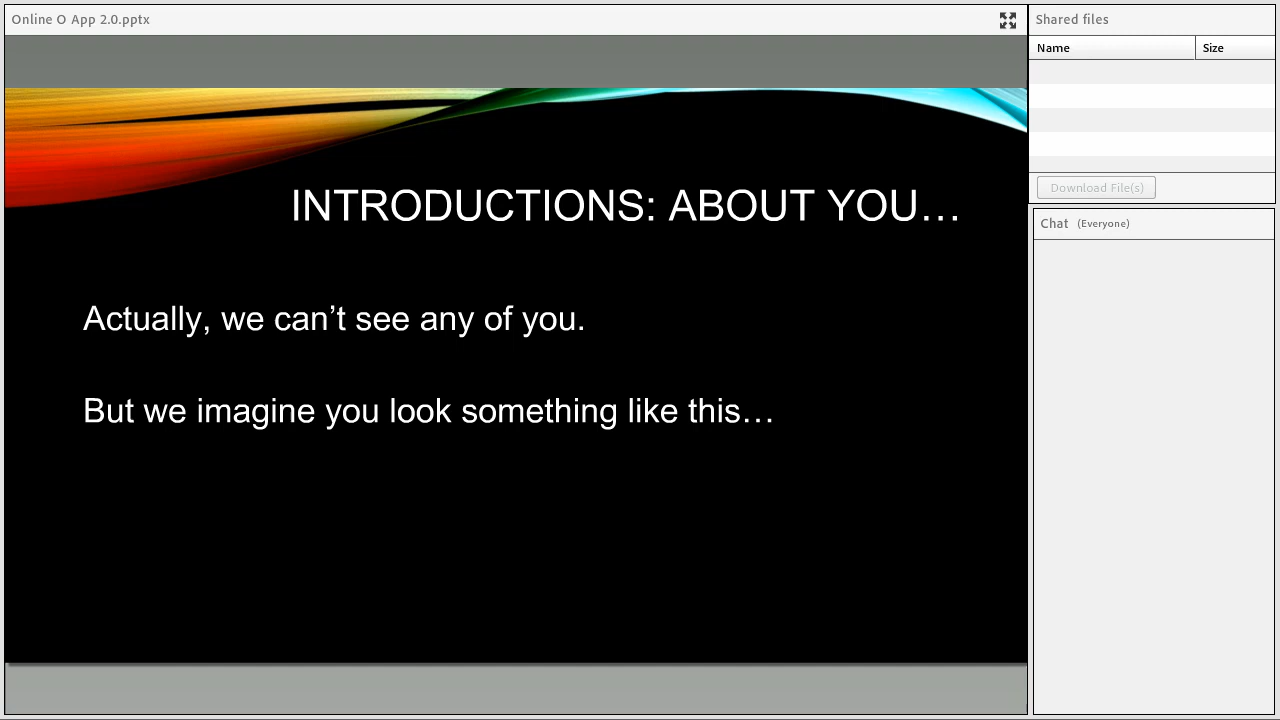 Online O App 2.0.pptx
Shared files
Name Size
INTRODUCTIONS: ABOUT YOU…
Download File(s)
Chat (Everyone)
Actually, we can’t see any of you.
But we imagine you look something like this…